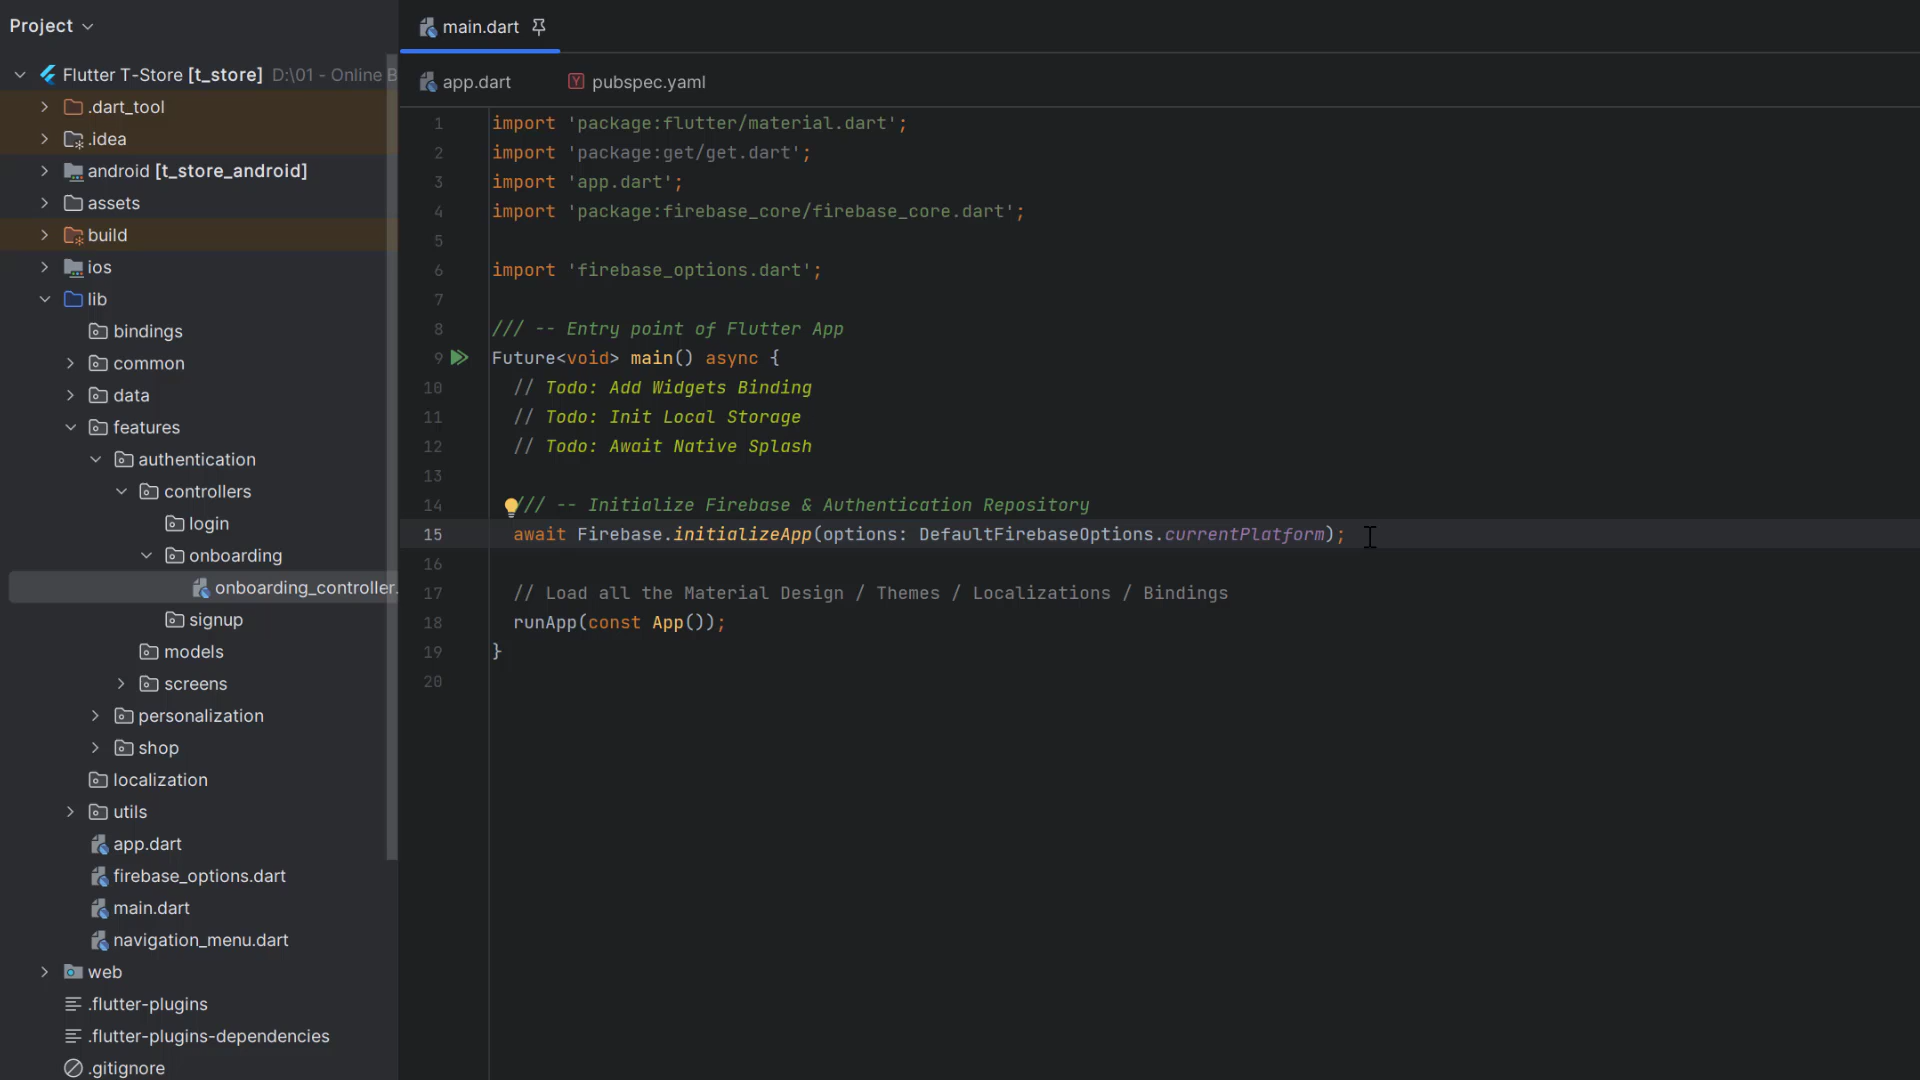 Project
Flutter T-Store [t_store] D:\01 - Online B
.dart_tool
.idea
android [t_store_android]
assets
build
ios
lib
bindings
common
data
features
authentication
controllers
login
onboarding
onboarding_controller.
signup
models
screens
personalization
shop
localization
utils
app.dart
firebase_options.dart
main.dart
navigation_menu.dart
web
.flutter-plugins
.flutter-plugins-dependencies
.gitignore
main.dart
app.dart pubspec.yaml
1 import 'package:flutter/material.dart';
2 import 'package:get/get.dart';
3 import 'app.dart';
4 import 'package:firebase_core/firebase_core.dart';
5
6 import 'firebase_options.dart';
7
8 /// -- Entry point of Flutter App
9 Future<void> main() async {
10 // Todo: Add Widgets Binding
11 // Todo: Init Local Storage
12 // Todo: Await Native Splash
13
14 /// -- Initialize Firebase & Authentication Repository
15 await Firebase.initializeApp(options: DefaultFirebaseOptions.currentPlatform);
16
17 // Load all the Material Design / Themes / Localizations / Bindings
18 runApp(const App());
19 }
20